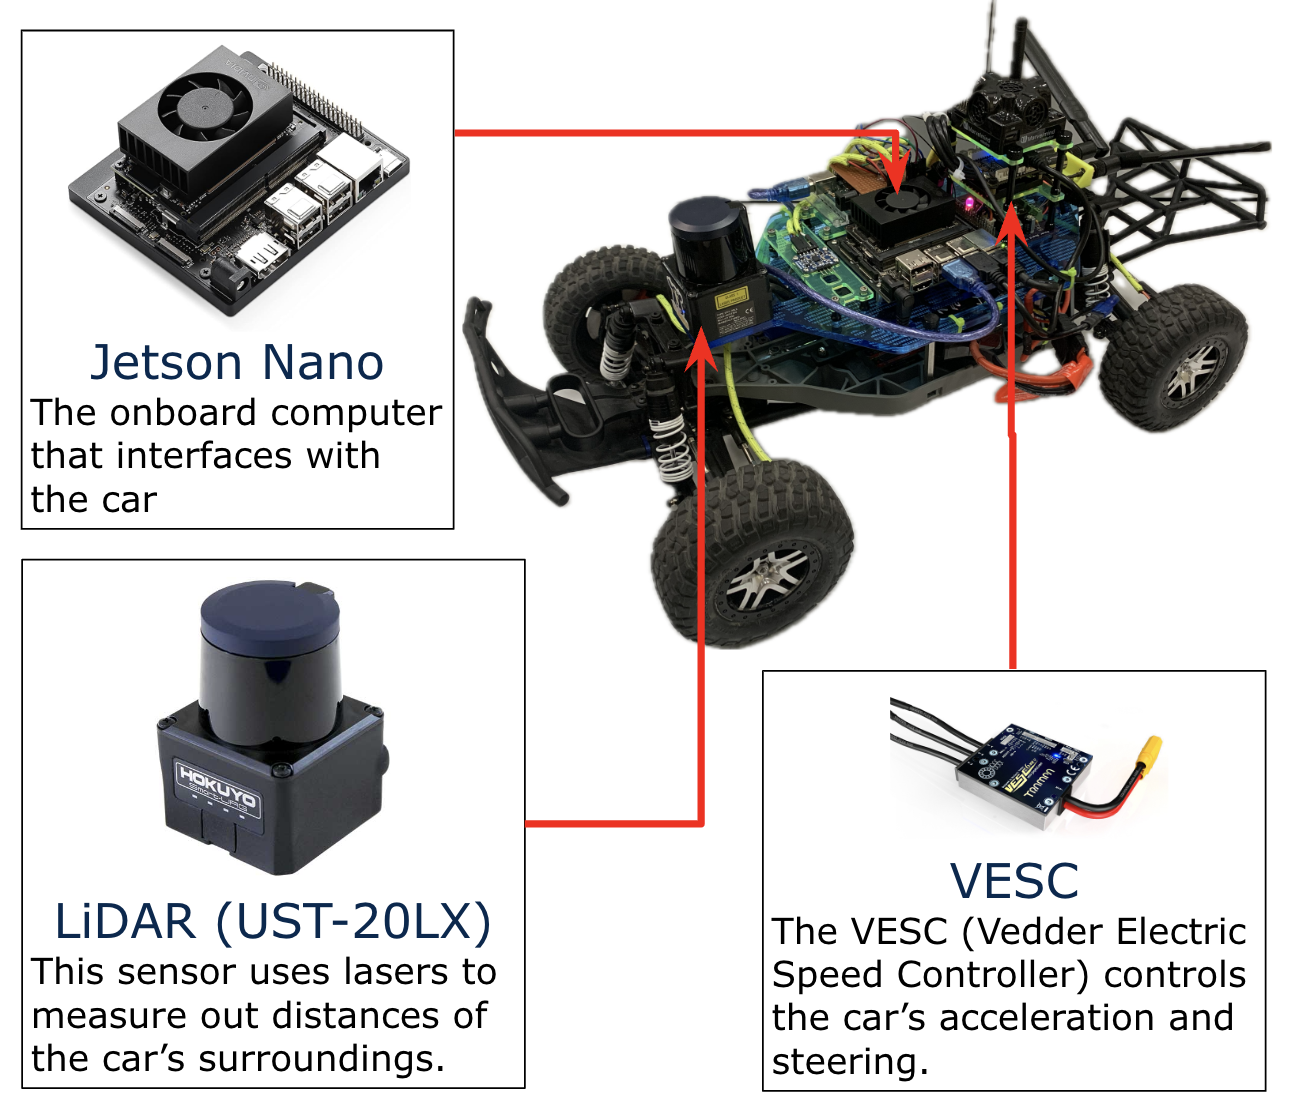 Jetson Nano
The onboard computer
that interfaces with
the car
HOKUYO
LiDAR (UST-20LX)
This sensor uses lasers to
measure out distances of
the car's surroundings.
VESC
TRAMPA
VESC
The VESC (Vedder Electric
Speed Controller) controls
the car's acceleration and
steering.